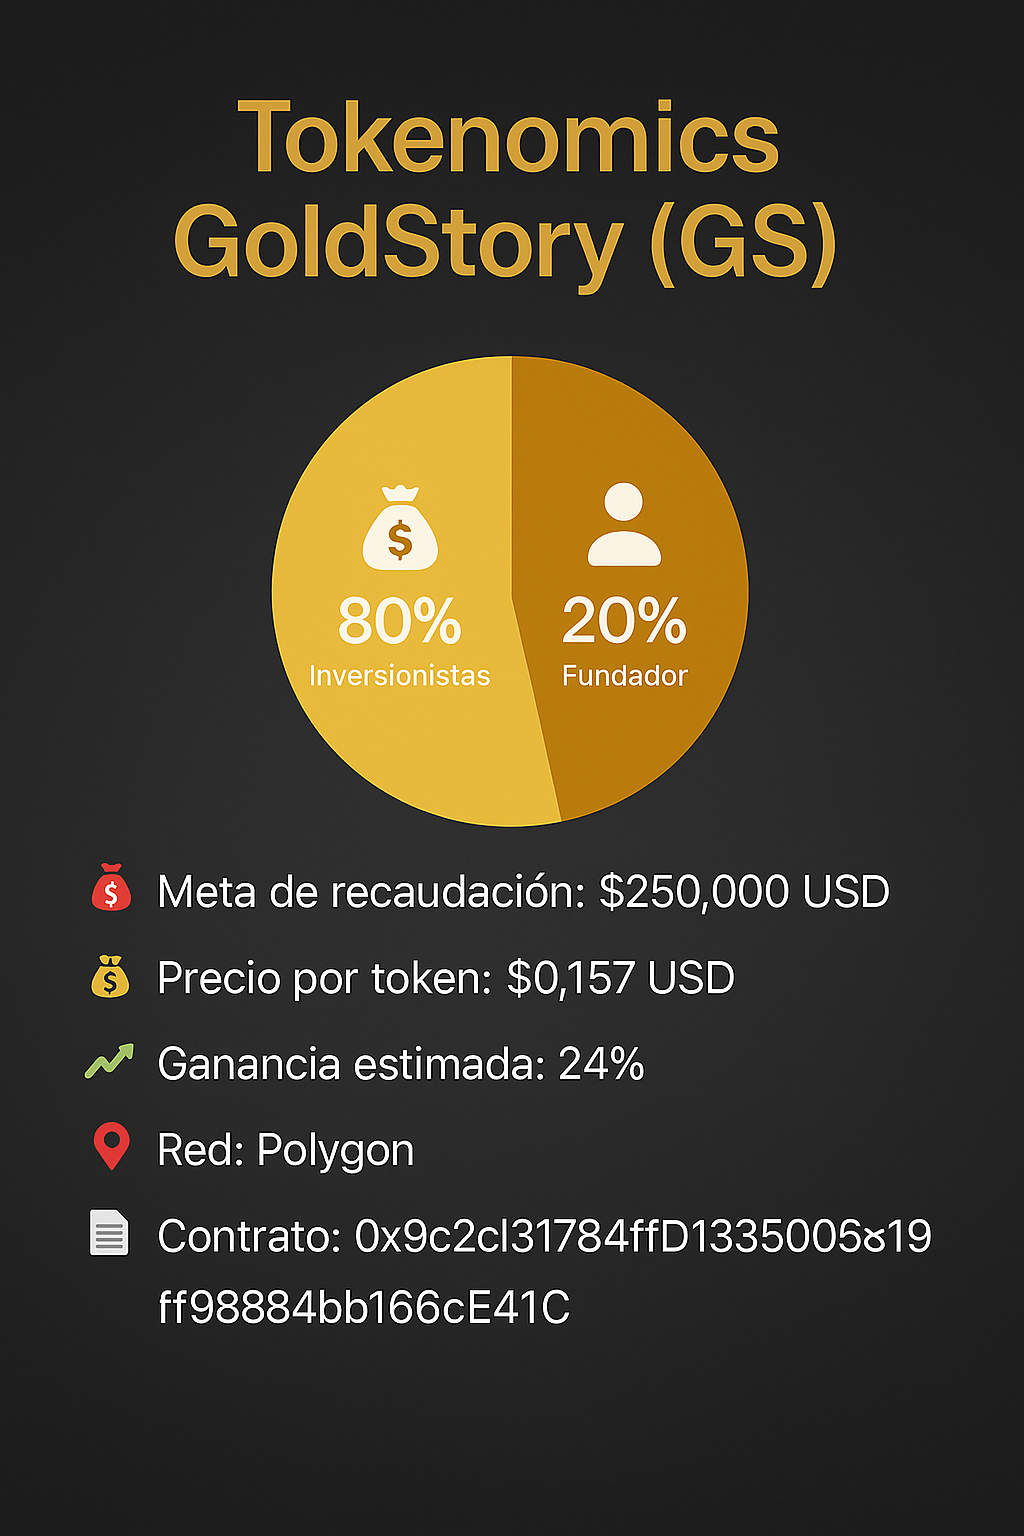 Tokenomics
GoldStory (GS)
$
80%
Inversionistas
20%
Fundador
$ Meta de recaudación: $250,000 USD
$ Precio por token: $0,157 USD
Ganancia estimada: 24%
Red: Polygon
Contrato: 0x9c2cl31784ffD1335005ȣ19
ff98884bb166cE41C